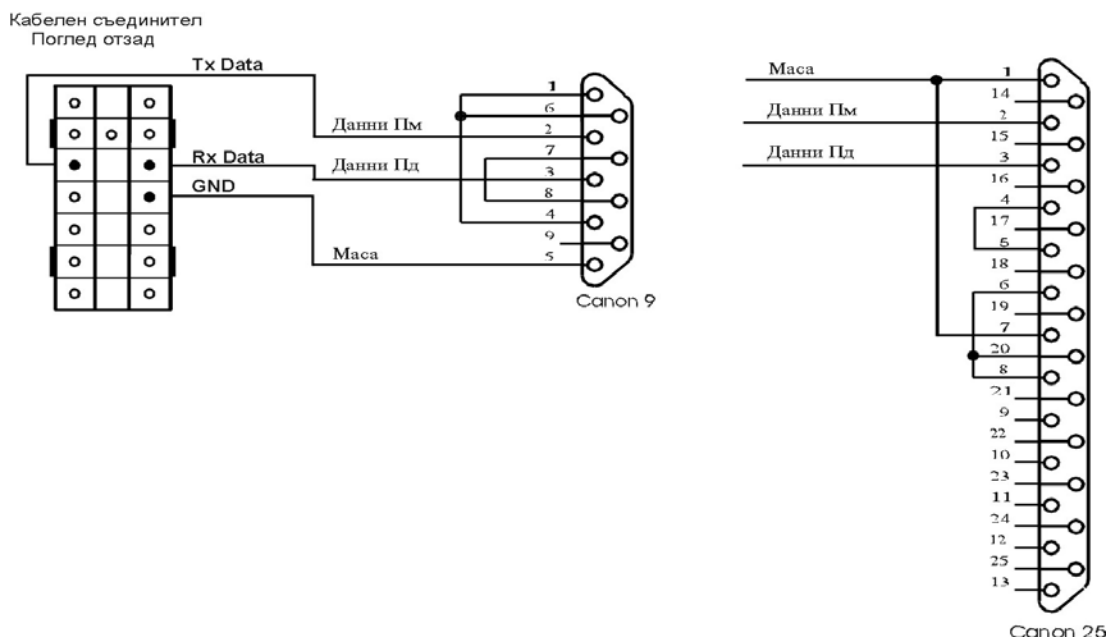 Кабелен съединител
Поглед отзад
Tx Data
Данни Пм
Rx Data
Данни Пд
GND
Маса
1
6
2
7
3
8
4
9
5
Canon 9
Маса
1
14
Данни Пм
2
15
Данни Пд
3
16
4
17
5
18
6
19
7
20
8
21
9
22
10
23
11
24
12
25
13
Canon 25